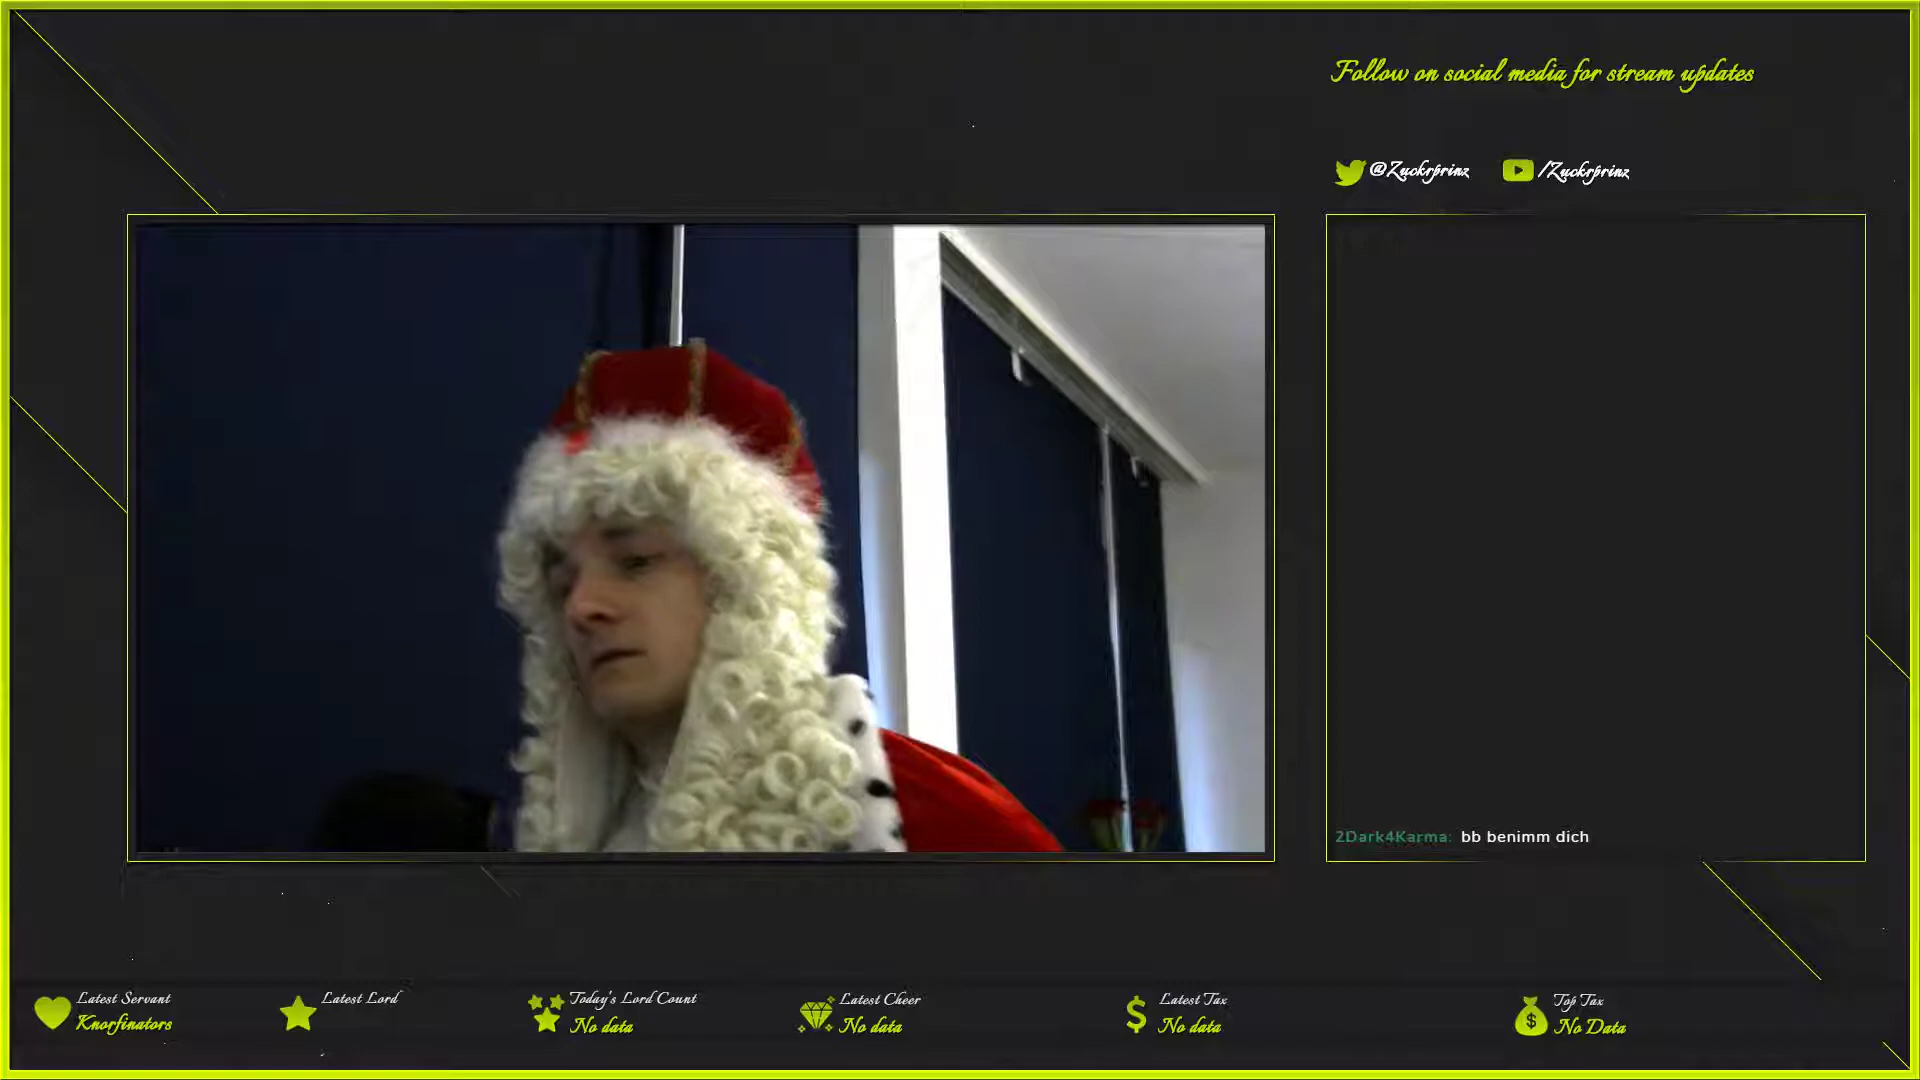 Follow on social media for stream updates
@Zuckrprinz /Zuckrprinz
2Dark4Karma: bb benimm dich
Latest Servant
Knorfinators
Latest Lord
Today's Lord Count
No data
Latest Cheer
No data
Latest Tax
No data
Top Tax
No Data